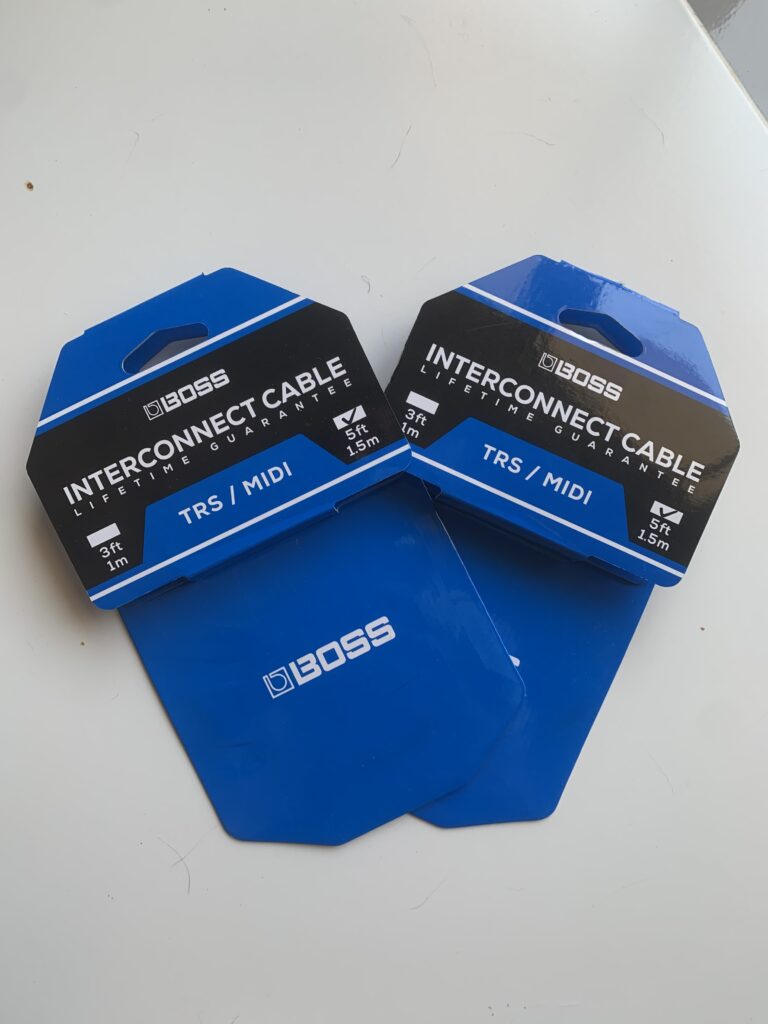 BOSS
INTERCONNECT CABLE
LIFETIME GUARANTEE
3ft
1m
TRS / MIDI
5ft
1.5m
BOSS
BOSS
INTERCONNECT CABLE
LIFETIME GUARANTEE
3ft
1m
TRS / MIDI
5ft
1.5m